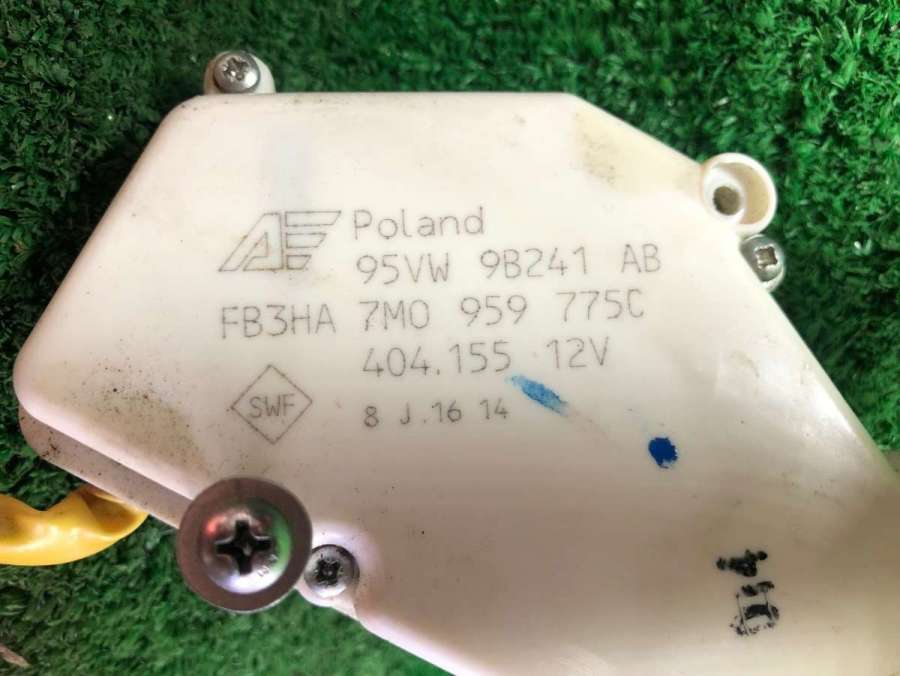 AE Poland
95VW 9B241 AB
FB3HA 7M0 959 775C
404.155 12V
SWF
8 J.16 14